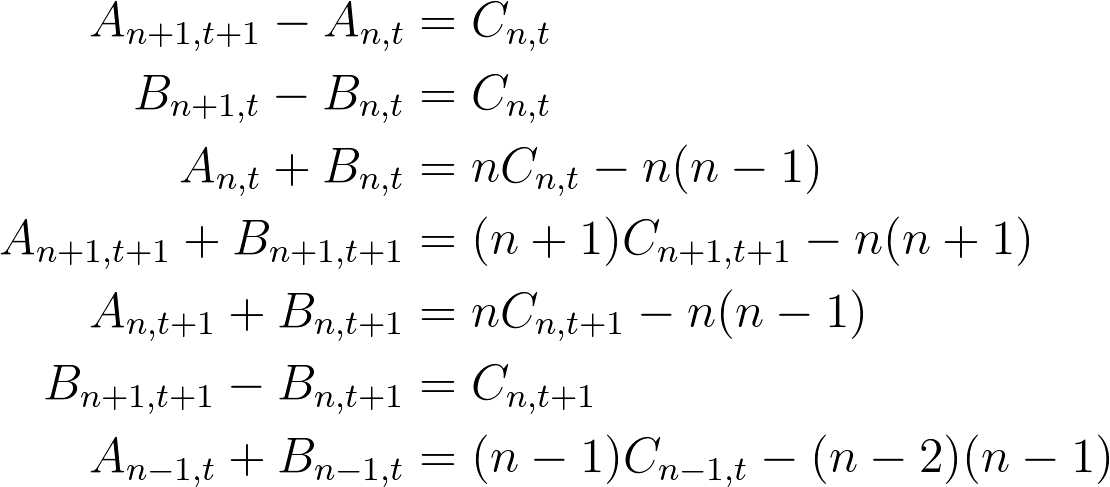 A_{n+1,t+1} − A_{n,t} = C_{n,t}
B_{n+1,t} − B_{n,t} = C_{n,t}
A_{n,t} + B_{n,t} = nC_{n,t} − n(n − 1)
A_{n+1,t+1} + B_{n+1,t+1} = (n + 1)C_{n+1,t+1} − n(n + 1)
A_{n,t+1} + B_{n,t+1} = nC_{n,t+1} − n(n − 1)
B_{n+1,t+1} − B_{n,t+1} = C_{n,t+1}
A_{n−1,t} + B_{n−1,t} = (n − 1)C_{n−1,t} − (n − 2)(n − 1)